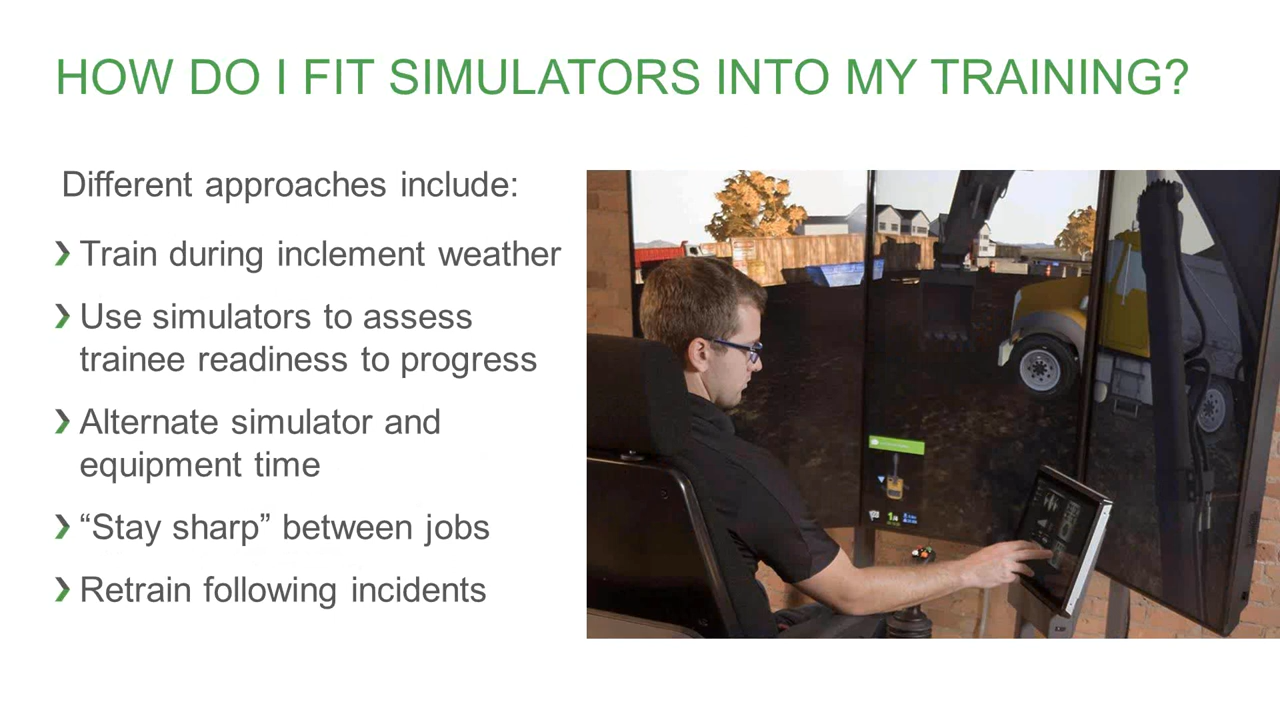 HOW DO I FIT SIMULATORS INTO MY TRAINING?
Different approaches include:
Train during inclement weather
Use simulators to assess
trainee readiness to progress
Alternate simulator and
equipment time
“Stay sharp” between jobs
Retrain following incidents